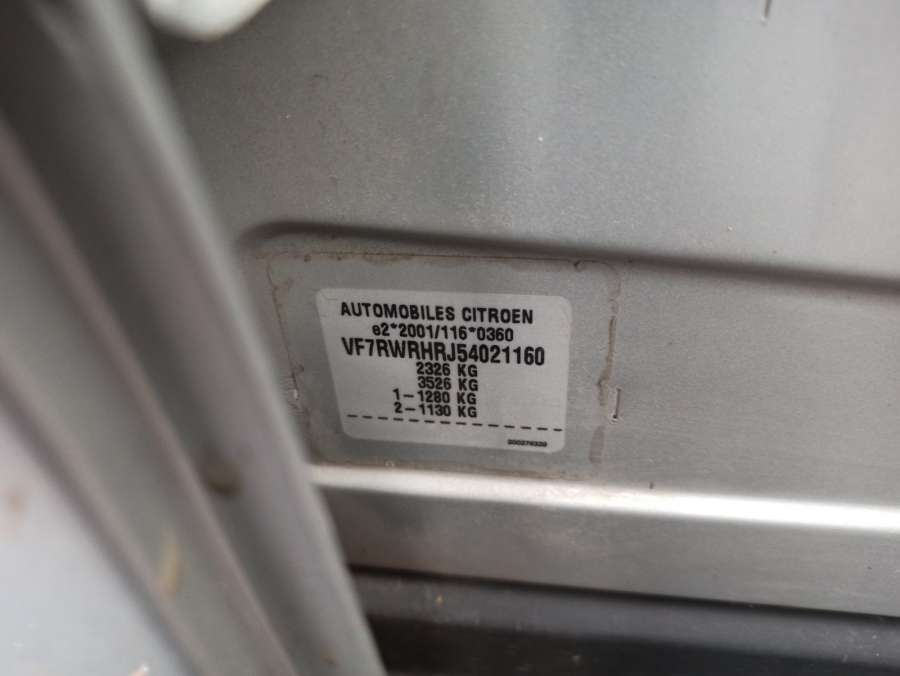 AUTOMOBILES CITROEN
e2*2001/116*0360
VF7RWRHRJ54021160
2326 KG
3526 KG
1-1280 KG
2-1130 KG